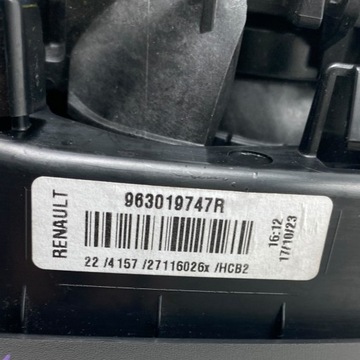 RENAULT
963019747R
22 /4157 /27116026x /HCB2
16:12
17/10/23